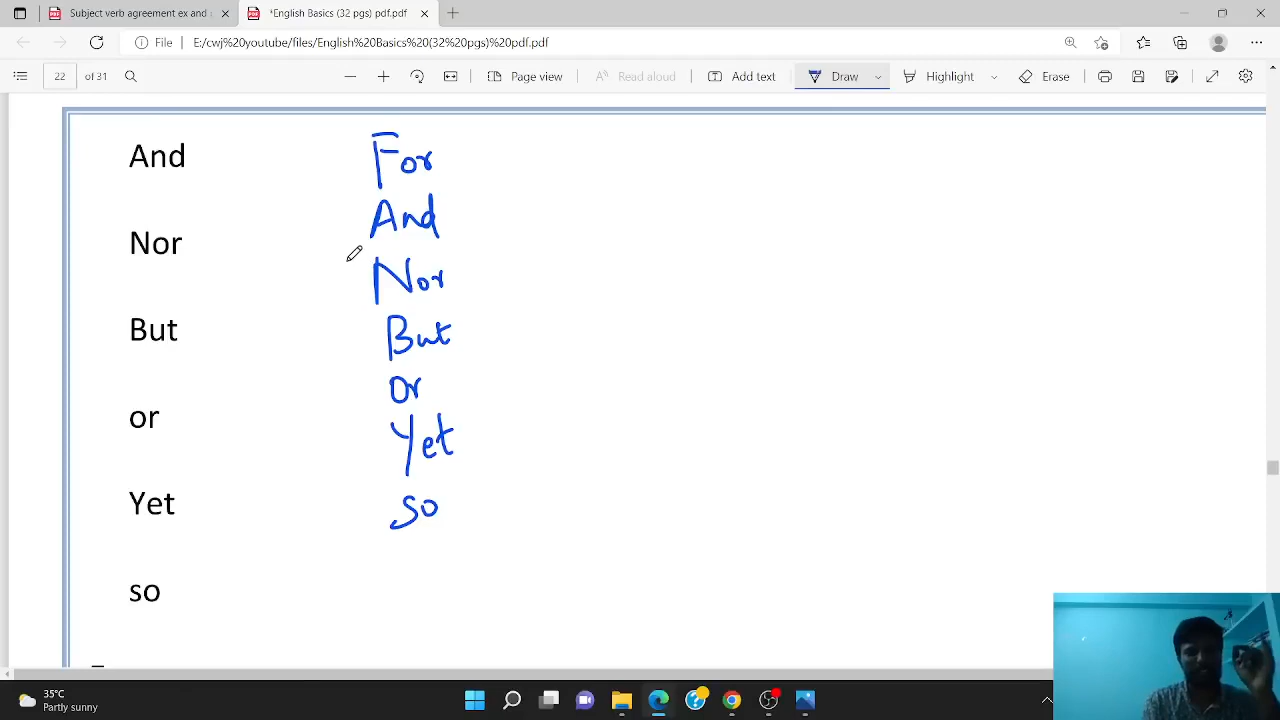 Subject verb agreement ex and
*English Basics (32 pgs) pdf.pdf
File
E:/cwj%20youtube/files/English%20Basics%20(32%20pgs)%20pdf.pdf
22 of 31
Page view
Read aloud
Add text
Draw
Highlight
Erase
And
Nor
But
or
Yet
so
For
And
Nor
But
Or
Yet
So
35°C
Partly sunny